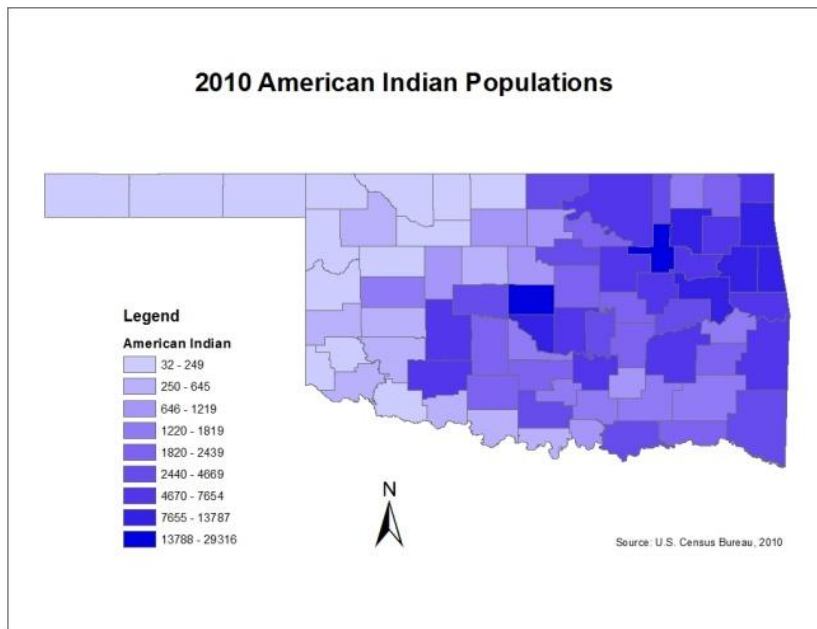 2010 American Indian Populations
Legend
American Indian
32 - 249
250 - 645
646 - 1219
1220 - 1819
1820 - 2439
2440 - 4669
4670 - 7654
7655 - 13787
13788 - 29316
N
Source: U.S. Census Bureau, 2010